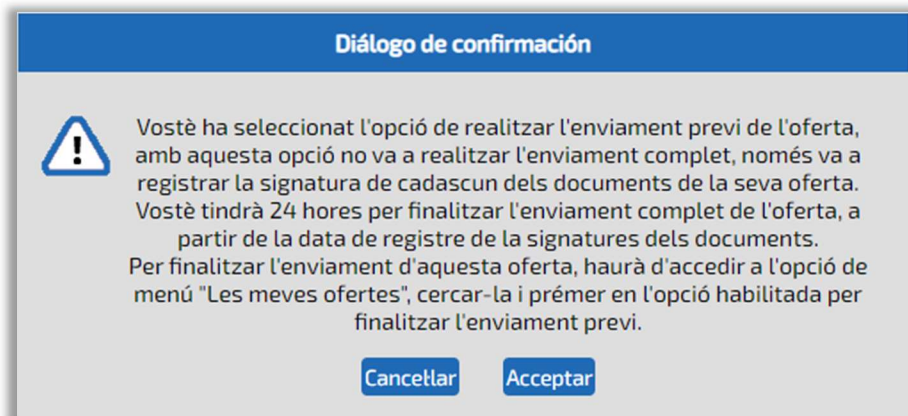 Diálogo de confirmación
Vostè ha seleccionat l'opció de realitzar l'enviament previ de l'oferta,
amb aquesta opció no va a realitzar l'enviament complet, només va a
registrar la signatura de cadascun dels documents de la seva oferta.
Vostè tindrà 24 hores per finalitzar l'enviament complet de l'oferta, a
partir de la data de registre de la signatures dels documents.
Per finalitzar l'enviament d'aquesta oferta, haurà d'accedir a l'opció de
menú "Les meves ofertes", cercar-la i prémer en l'opció habilitada per
finalitzar l'enviament previ.
Cancel·lar Acceptar